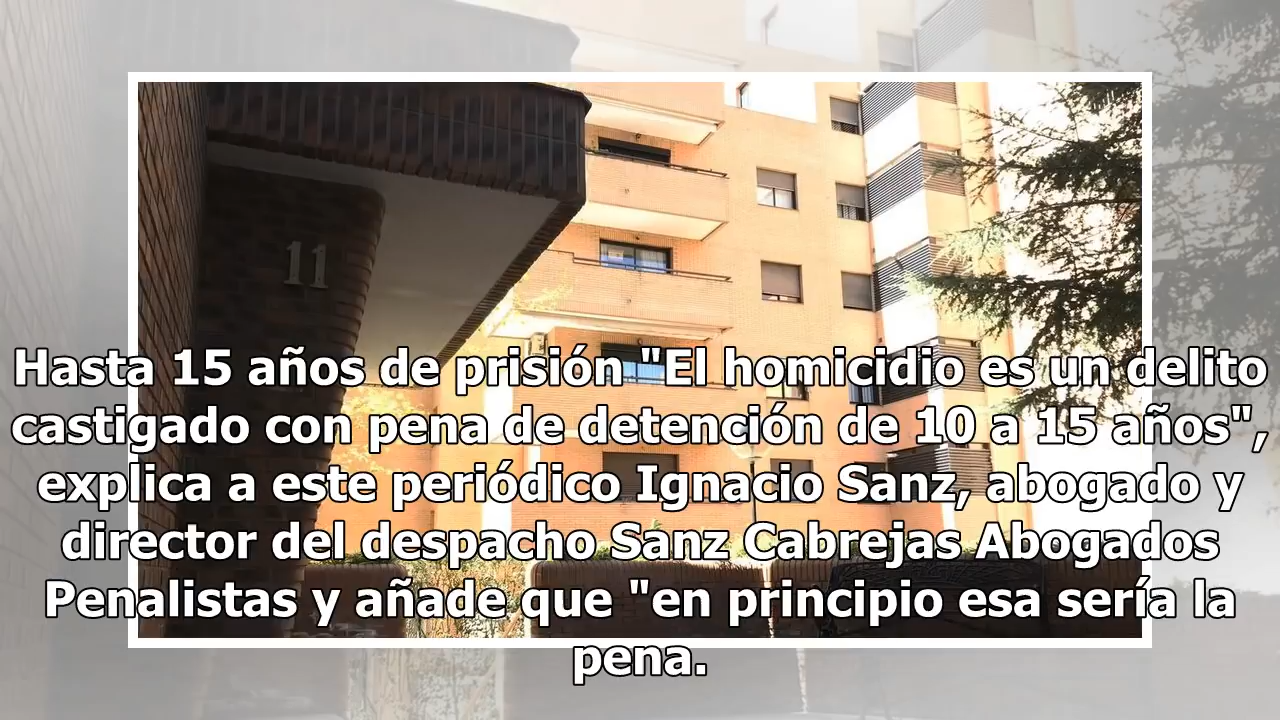 11
Hasta 15 años de prisión "El homicidio es un delito
castigado con pena de detención de 10 a 15 años",
explica a este periódico Ignacio Sanz, abogado y
director del despacho Sanz Cabrejas Abogados
Penalistas y añade que "en principio esa sería la
pena.